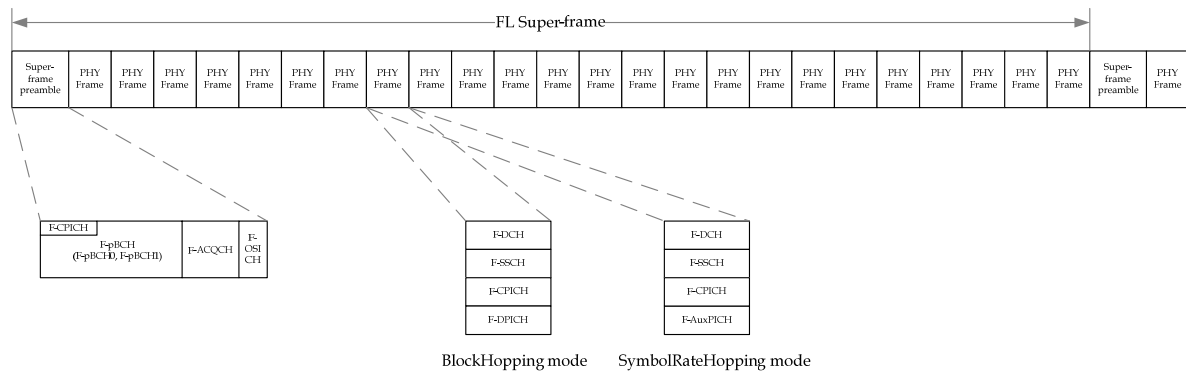 FL Super-frame
Super-
frame
preamble
PHY
Frame
PHY
Frame
PHY
Frame
PHY
Frame
PHY
Frame
PHY
Frame
PHY
Frame
PHY
Frame
PHY
Frame
PHY
Frame
PHY
Frame
PHY
Frame
PHY
Frame
PHY
Frame
PHY
Frame
PHY
Frame
PHY
Frame
PHY
Frame
PHY
Frame
PHY
Frame
PHY
Frame
PHY
Frame
PHY
Frame
PHY
Frame
Super-
frame
preamble
PHY
Frame
F-CPICH
F-pBCH
(F-pBCH0, F-pBCH1)
F-ACQCH
F-
OSI
CH
F-DCH
F-SSCH
F-CPICH
F-DPICH
BlockHopping mode
F-DCH
F-SSCH
F-CPICH
F-AuxPICH
SymbolRateHopping mode